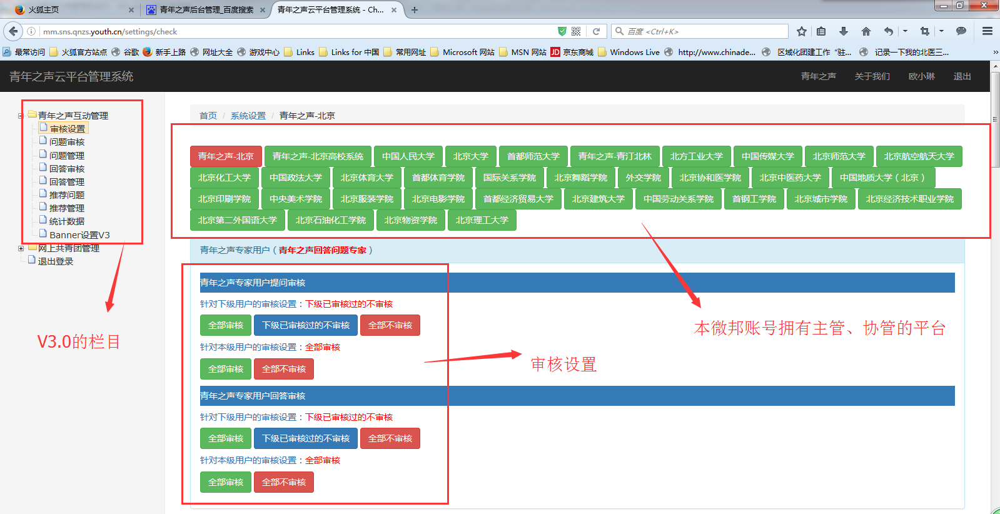 火狐主页
青年之声后台管理_百度搜索
青年之声云平台管理系统 - Ch...
mm.sns.qnzs.youth.cn/settings/check
百度 <Ctrl+K>
最常访问 火狐官方站点 谷歌 新手上路 网址大全 游戏中心 Links Links for 中国 常用网址 Microsoft 网站 MSN 网站 JD 京东商城 Windows Live http://www.chinade... 区域化团建工作“驻... 记录一下我的北医三... »
青年之声云平台管理系统
青年之声 关于我们 欧小琳 退出
青年之声互动管理
审核设置
问题审核
问题管理
回答审核
回答管理
推荐问题
推荐管理
统计数据
Banner设置V3
网上共青团管理
退出登录
V3.0的栏目
首页 / 系统设置 / 青年之声-北京
青年之声-北京 青年之声-北京高校系统 中国人民大学 北京大学 首都师范大学 青年之声-青汀北林 北方工业大学 中国传媒大学 北京师范大学 北京航空航天大学
北京化工大学 中国政法大学 北京体育大学 首都体育学院 国际关系学院 北京舞蹈学院 外交学院 北京协和医学院 北京中医药大学 中国地质大学（北京）
北京印刷学院 中央美术学院 北京服装学院 北京电影学院 首都经济贸易大学 北京建筑大学 中国劳动关系学院 首钢工学院 北京城市学院 北京经济技术职业学院
北京第二外国语大学 北京石油化工学院 北京物资学院 北京理工大学
青年之声专家用户（青年之声回答问题专家）
青年之声专家用户提问审核
针对下级用户的审核设置：下级已审核过的不审核
全部审核 下级已审核过的不审核 全部不审核
针对本级用户的审核设置：全部审核
全部审核 全部不审核
青年之声专家用户回答审核
针对下级用户的审核设置：下级已审核过的不审核
全部审核 下级已审核过的不审核 全部不审核
针对本级用户的审核设置：全部审核
全部审核 全部不审核
本微邦账号拥有主管、协管的平台
审核设置